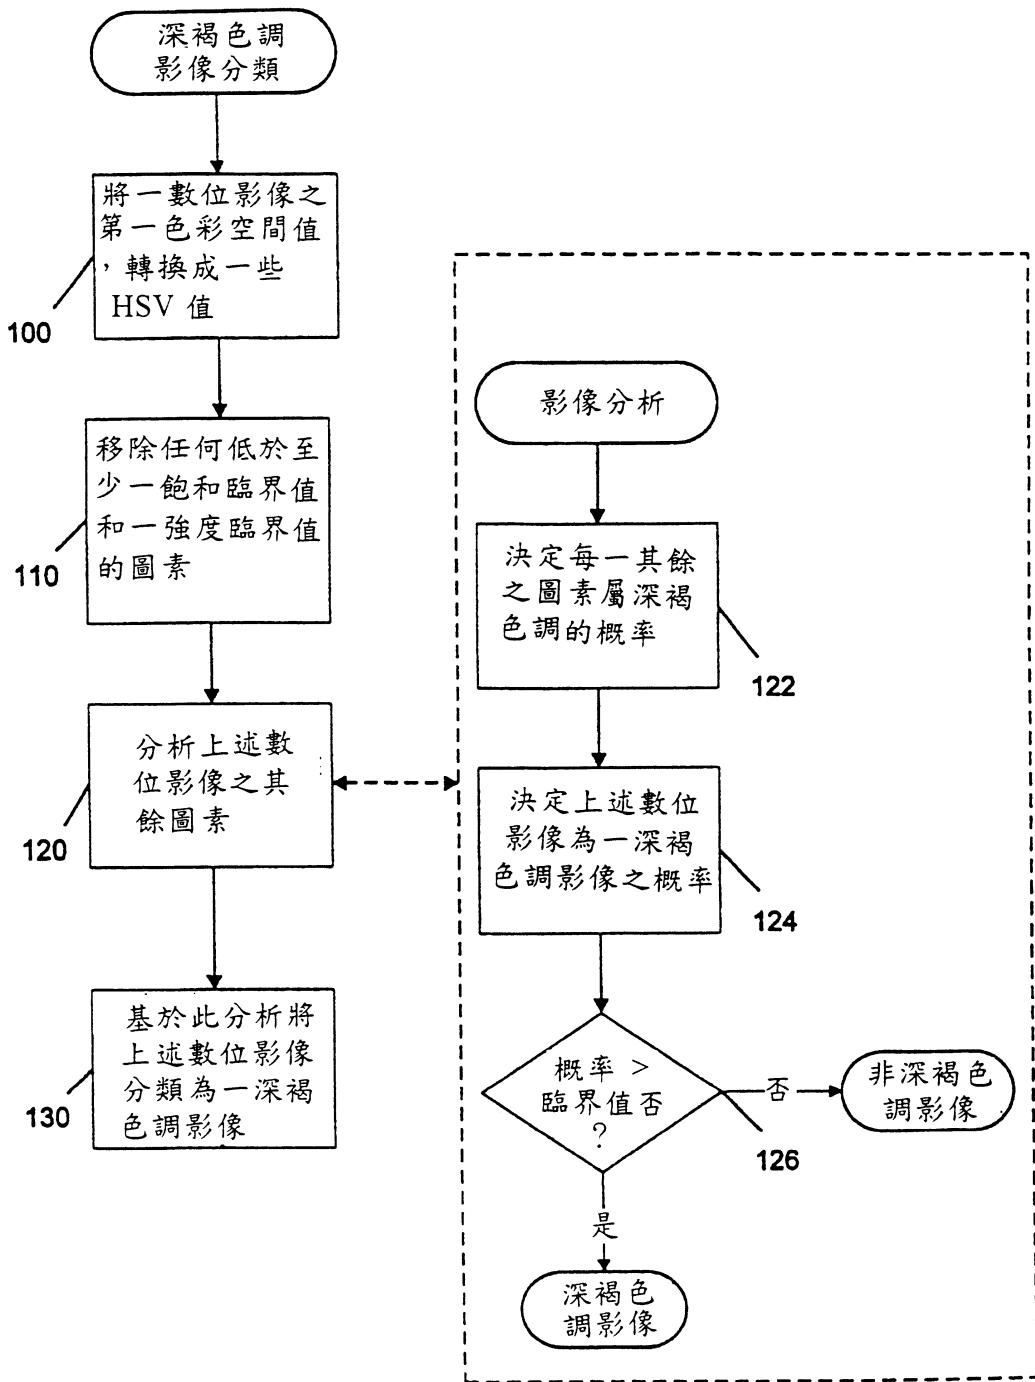 深褐色調
影像分類
將一數位影像之
第一色彩空間值
，轉換成一些
HSV 值
100
移除任何低於至
少一飽和臨界值
和一強度臨界值
的圖素
110
分析上述數
位影像之其
餘圖素
120
基於此分析將
上述數位影像
分類為一深褐
色調影像
130
影像分析
決定每一其餘
之圖素屬深褐
色調的概率
122
決定上述數位
影像為一深褐
色調影像之概率
124
概率 >
臨界值否
?
126
否
非深褐色
調影像
是
深褐色
調影像